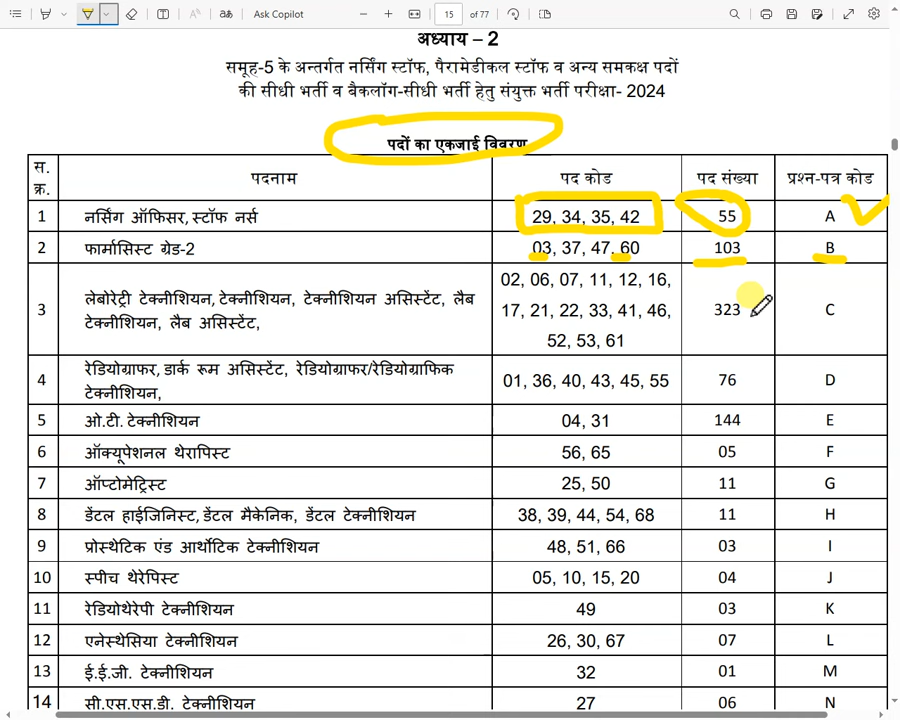 Ask Copilot
15 of 77
अध्याय – 2
समूह-5 के अन्तर्गत नर्सिंग स्टॉफ, पैरामेडीकल स्टॉफ व अन्य समकक्ष पदों
की सीधी भर्ती व बैकलॉग-सीधी भर्ती हेतु संयुक्त भर्ती परीक्षा- 2024
पदों का एकजाई विवरण
स. क्र. पदनाम पद कोड पद संख्या प्रश्न-पत्र कोड
1 नर्सिंग ऑफिसर, स्टॉफ नर्स 29, 34, 35, 42 55 A
2 फार्मासिस्ट ग्रेड-2 03, 37, 47, 60 103 B
3 लेबोरेट्री टेक्नीशियन, टेक्नीशियन, टेक्नीशियन असिस्टेंट, लैब
टेक्नीशियन, लैब असिस्टेंट,
02, 06, 07, 11, 12, 16,
17, 21, 22, 33, 41, 46,
52, 53, 61
323 C
4 रेडियोग्राफर, डार्क रूम असिस्टेंट, रेडियोग्राफर/रेडियोग्राफिक
टेक्नीशियन,
01, 36, 40, 43, 45, 55 76 D
5 ओ.टी. टेक्नीशियन 04, 31 144 E
6 ऑक्यूपेशनल थेरापिस्ट 56, 65 05 F
7 ऑप्टोमेट्रिस्ट 25, 50 11 G
8 डेंटल हाईजिनिस्ट, डेंटल मैकेनिक, डेंटल टेक्नीशियन 38, 39, 44, 54, 68 11 H
9 प्रोस्थेटिक एंड आर्थोटिक टेक्नीशियन 48, 51, 66 03 I
10 स्पीच थेरेपिस्ट 05, 10, 15, 20 04 J
11 रेडियोथेरेपी टेक्नीशियन 49 03 K
12 एनेस्थेसिया टेक्नीशियन 26, 30, 67 07 L
13 ई.ई.जी. टेक्नीशियन 32 01 M
14 सी.एस.एस.डी. टेक्नीशियन 27 06 N